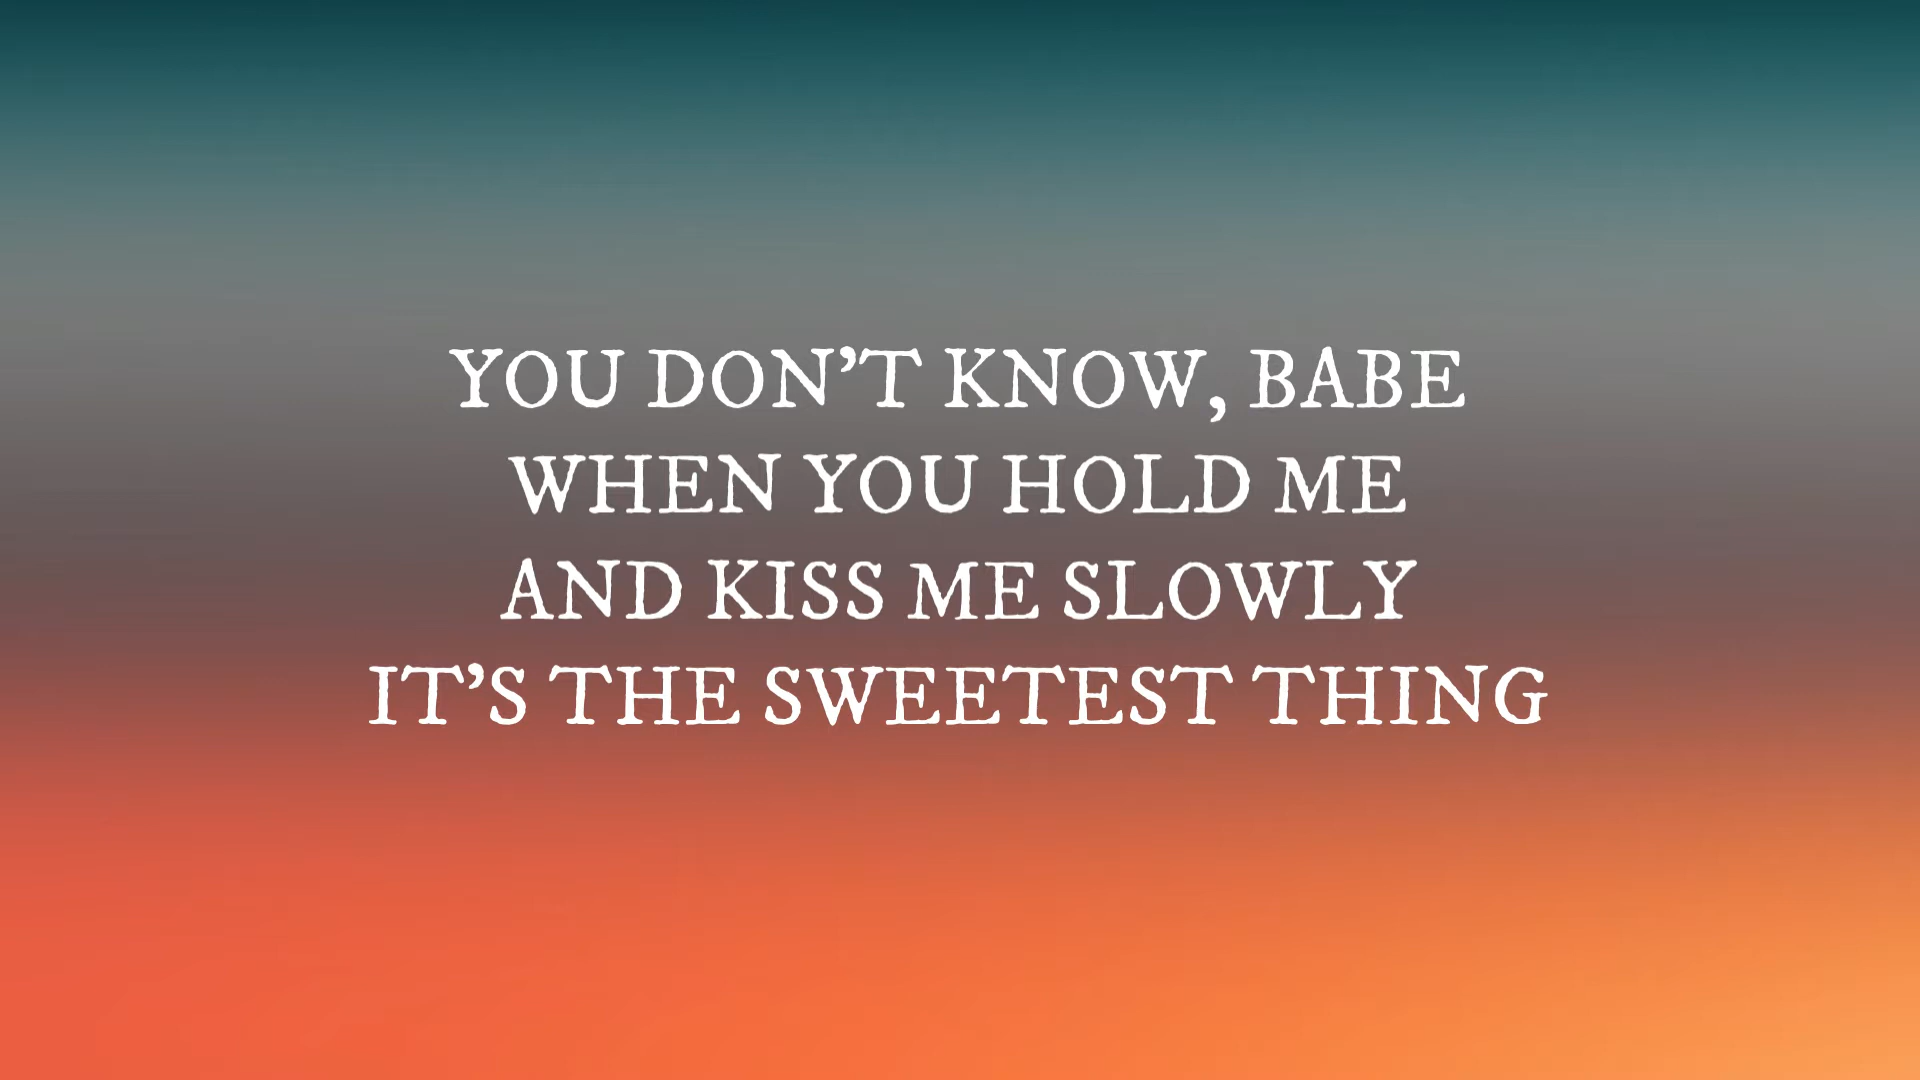 YOU DON’T KNOW, BABE
WHEN YOU HOLD ME
AND KISS ME SLOWLY
IT’S THE SWEETEST THING